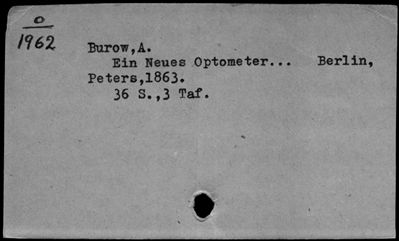 O
1962
Burow,A.
Ein Neues Optometer... Berlin,
Peters,1863.
36 S.,3 Taf.